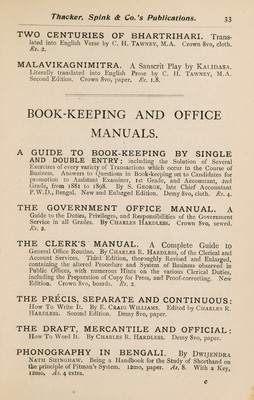 Thacker, Spink & Co.'s Publications. 33
TWO CENTURIES OF BHARTRIHARI. Trans-
lated into English Verse by C. H. TAWNEY, M.A. Crown 8vo, cloth.
Rs. 2.
MALAVIKAGNIMITRA. A Sanscrit Play by KALIDASA.
Literally translated into English Prose by C. H. TAWNEY, M.A.
Second Edition. Crown 8vo, paper. Re. 1.8.
BOOK-KEEPING AND OFFICE
MANUALS.
A GUIDE TO BOOK-KEEPING BY SINGLE
AND DOUBLE ENTRY; including the Solution of Several
Exercises of every variety of Transactions which occur in the Course of
Business. Answers to Questions in Book-keeping set to Candidates for
promotion to Assistant Examiner, 1st Grade, and Accountant, 2nd
Grade, from 1881 to 1898. By S. GEORGE, late Chief Accountant
P.W.D., Bengal. New and Enlarged Edition. Demy 8vo, cloth. Rs. 4.
THE GOVERNMENT OFFICE MANUAL. A
Guide to the Duties, Privileges, and Responsibilities of the Government
Service in all Grades. By CHARLES HARDLESS. Crown 8vo, sewed.
Rs. 2.
THE CLERK'S MANUAL. A Complete Guide to
General Office Routine. By CHARLES R. HARDLESS, of the Clerical and
Account Services. Third Edition, thoroughly Revised and Enlarged,
containing the altered Procedure and System of Business observed in
Public Offices, with numerous Hints on the various Clerical Duties,
including the Preparation of Copy for Press, and Proof-correcting. New
Edition. Crown 8vo, boards. Rs. 2.
THE PRÉCIS, SEPARATE AND CONTINUOUS:
How To Write It. By E. CRAIG WILLIAMS. Edited by CHARLES R.
HARDLESS. Second Edition. Demy 8vo, paper.
THE DRAFT, MERCANTILE AND OFFICIAL:
How To Word It. By CHARLES R. HARDLESS. Demy 8vo, paper.
PHONOGRAPHY IN BENGALI. By DWIJENDRA
NATH SHINGHAW. Being a Handbook for the Study of Shorthand on
the principle of Pitman's System. 12mo, paper. As. 8. With a Key,
12mo, As. 4 extra.
c